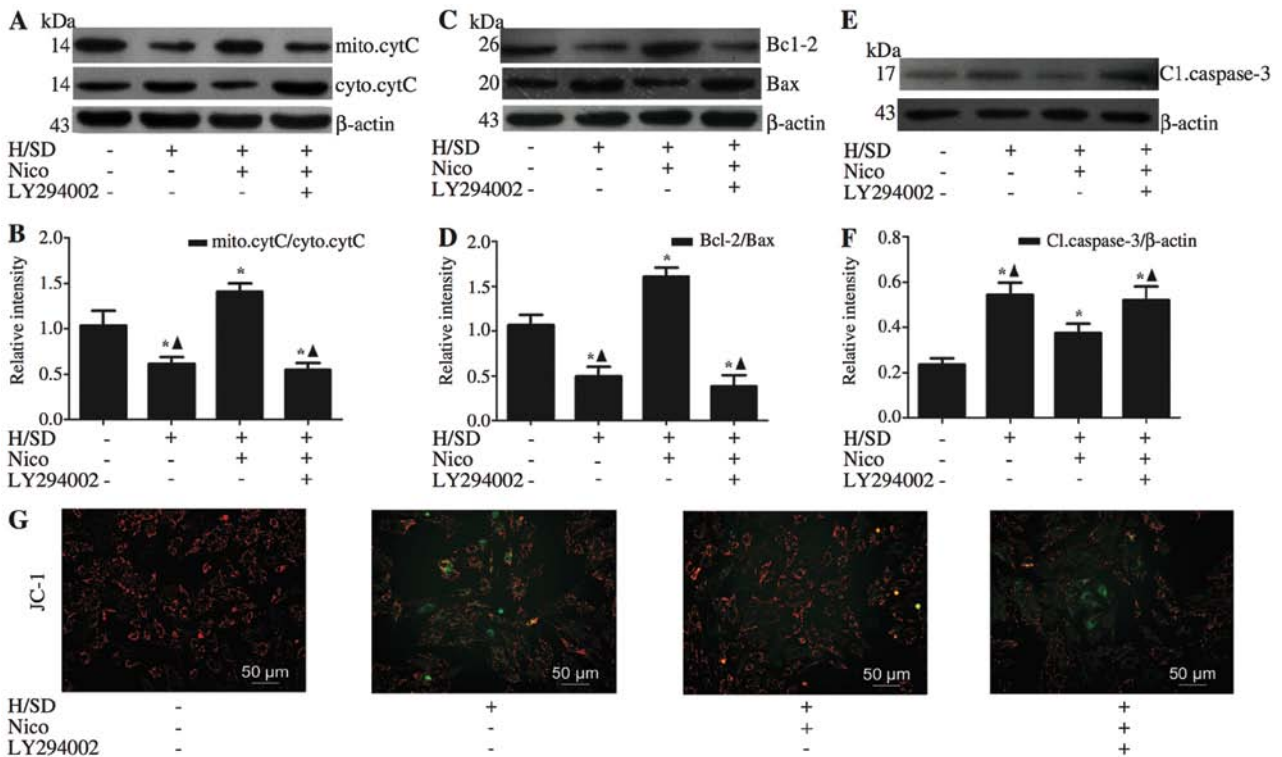 A
kDa
14
mito.cytC
14
cyto.cytC
43
β-actin
H/SD - + + +
Nico - - + +
LY294002 - - - +
C
kDa
26
Bc1-2
20
Bax
43
β-actin
- + + +
- - + +
- - - +
E
kDa
17
C1.caspase-3
43
β-actin
H/SD - + + +
Nico - - + +
LY294002 - - - +
B
mito.cytC/cyto.cytC
Relative intensity
2.0
1.5
1.0
0.5
0.0
*▲
*
*▲
H/SD - + + +
Nico - - + +
LY294002 - - - +
D
Bcl-2/Bax
Relative intensity
2.0
1.5
1.0
0.5
0.0
*▲
*
*▲
H/SD - + + +
Nico - - + +
LY294002 - - - +
F
Cl.caspase-3/β-actin
Relative intensity
0.8
0.6
0.4
0.2
0.0
*▲
*
*▲
H/SD - + + +
Nico - - + +
LY294002 - - - +
G
JC-1
50 µm
50 µm
50 µm
50 µm
H/SD - + + +
Nico - - + +
LY294002 - - - +